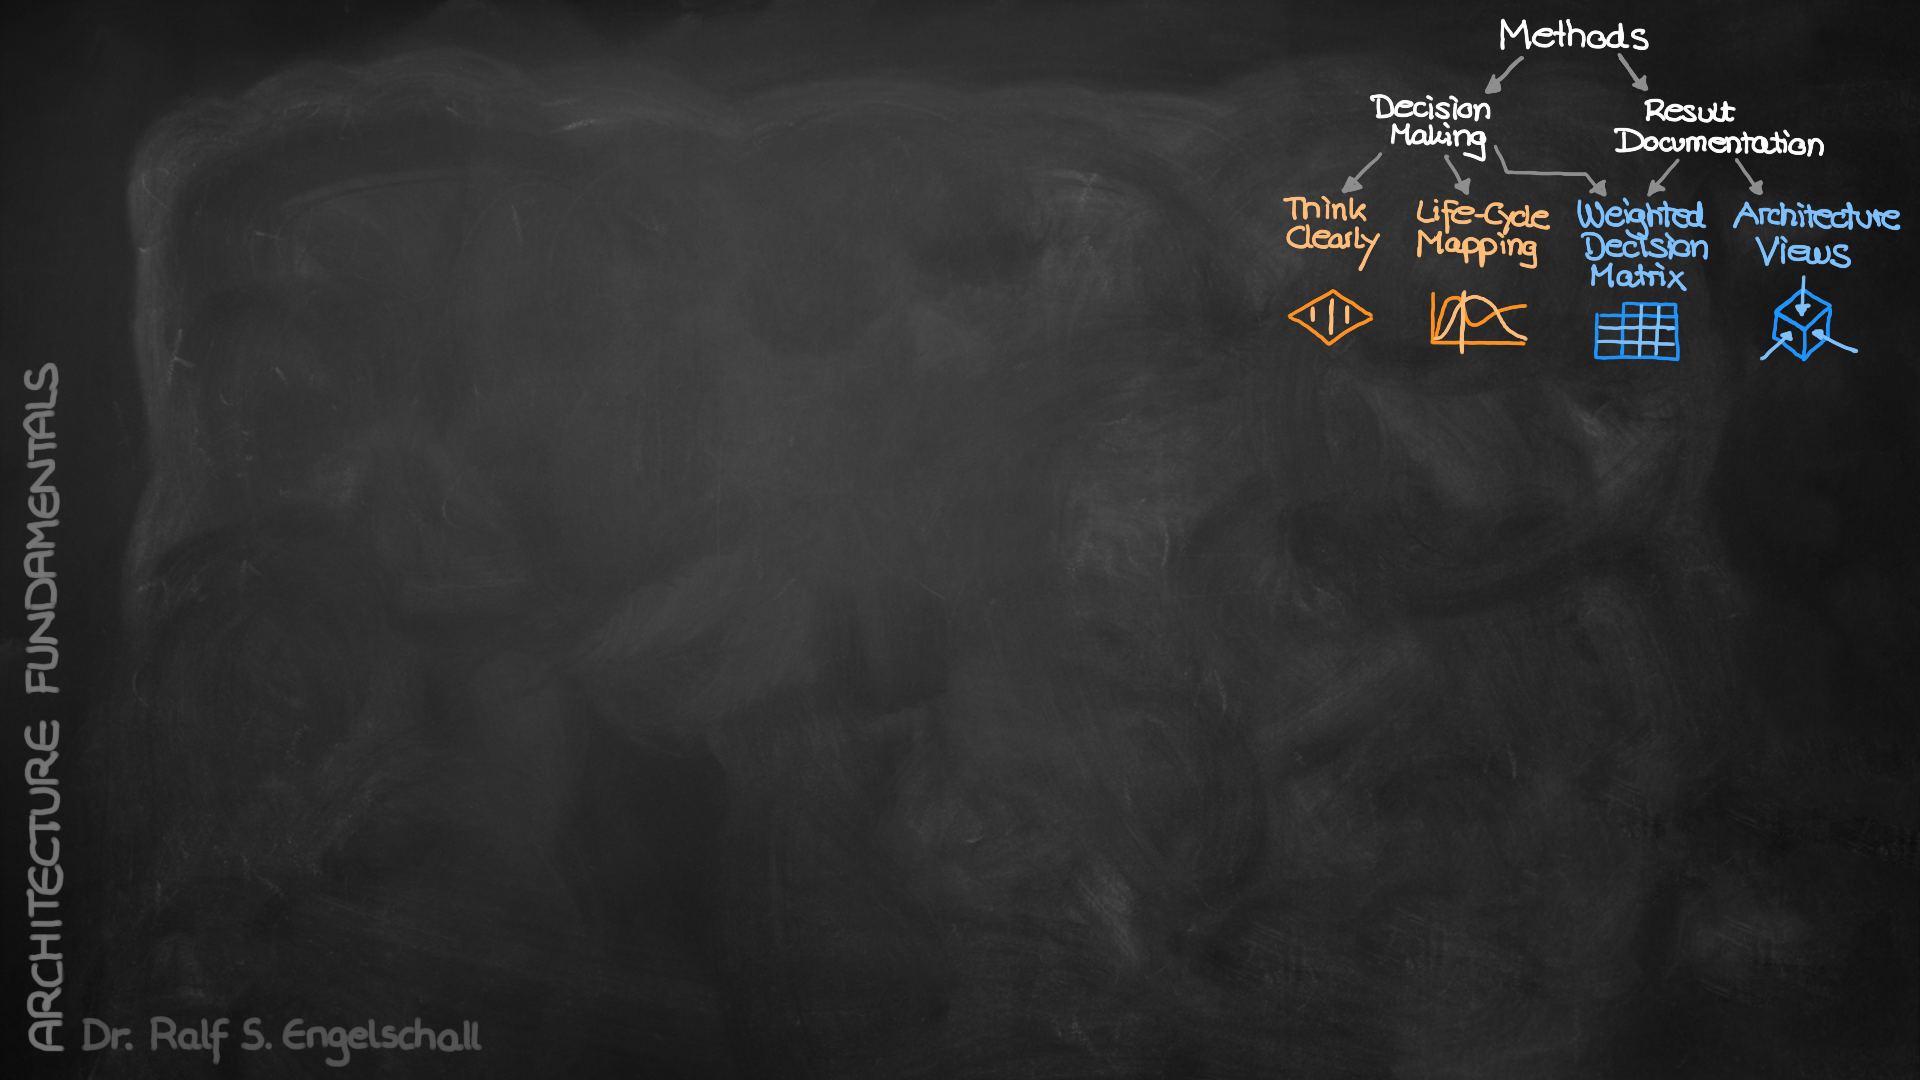 Methods
Decision
Making
Result
Documentation
Think
Clearly
Life-Cycle
Mapping
Weighted
Decision
Matrix
Architecture
Views
ARCHITECTURE FUNDAMENTALS
Dr. Ralf S. Engelschall